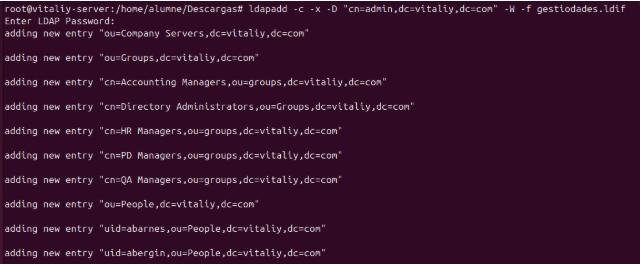 root@vitaliy-server:/home/alumne/Descargas# ldapadd -c -x -D "cn=admin,dc=vitaliy,dc=com" -W -f gestiodades.ldif
Enter LDAP Password:
adding new entry "ou=Company Servers,dc=vitaliy,dc=com"
adding new entry "ou=Groups,dc=vitaliy,dc=com"
adding new entry "cn=Accounting Managers,ou=groups,dc=vitaliy,dc=com"
adding new entry "cn=Directory Administrators,ou=Groups,dc=vitaliy,dc=com"
adding new entry "cn=HR Managers,ou=groups,dc=vitaliy,dc=com"
adding new entry "cn=PD Managers,ou=groups,dc=vitaliy,dc=com"
adding new entry "cn=QA Managers,ou=groups,dc=vitaliy,dc=com"
adding new entry "ou=People,dc=vitaliy,dc=com"
adding new entry "uid=abarnes,ou=People,dc=vitaliy,dc=com"
adding new entry "uid=abergin,ou=People,dc=vitaliy,dc=com"